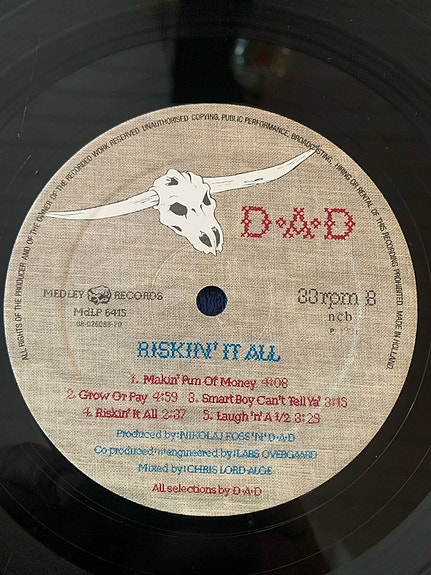 ALL RIGHTS OF THE PRODUCER AND OF THE OWNER OF THE RECORDED WORK RESERVED UNAUTHORISED COPYING, PUBLIC PERFORMANCE, BROADCASTING, HIRING OR RENTAL OF THIS RECORDING PROHIBITED. MADE IN HOLLAND
D·A·D
MEDLEY RECORDS
MdLP 6415
33rpm B
ncb
RISKIN' IT ALL
1. Makin' Fun Of Money 4:08
2. Grow Or Pay 4:59 3. Smart Boy Can't Tell Ya' 3:15
4. Riskin' It All 2:37 5. Laugh 'n' A 1/2 3:29
Produced by: NIKOLAJ FOSS 'N' D·A·D
Co produced 'n' engineered by: LARS OVERGAARD
Mixed by: CHRIS LORD-ALGE
All selections by D·A·D